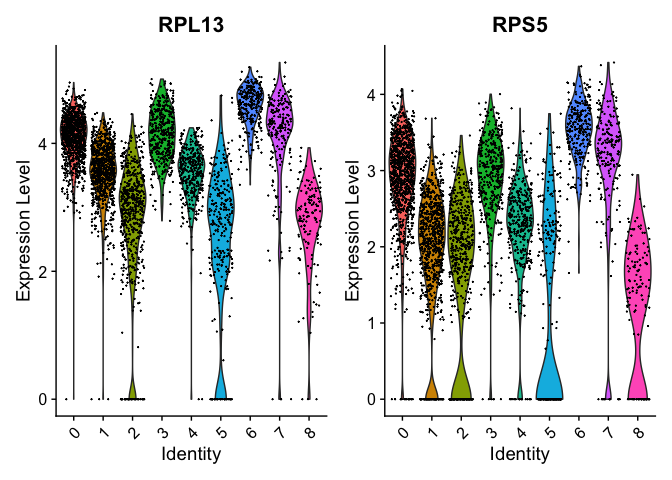 RPL13
Expression Level
4
2
0
0 1 2 3 4 5 6 7 8
Identity
RPS5
Expression Level
4
3
2
1
0
0 1 2 3 4 5 6 7 8
Identity